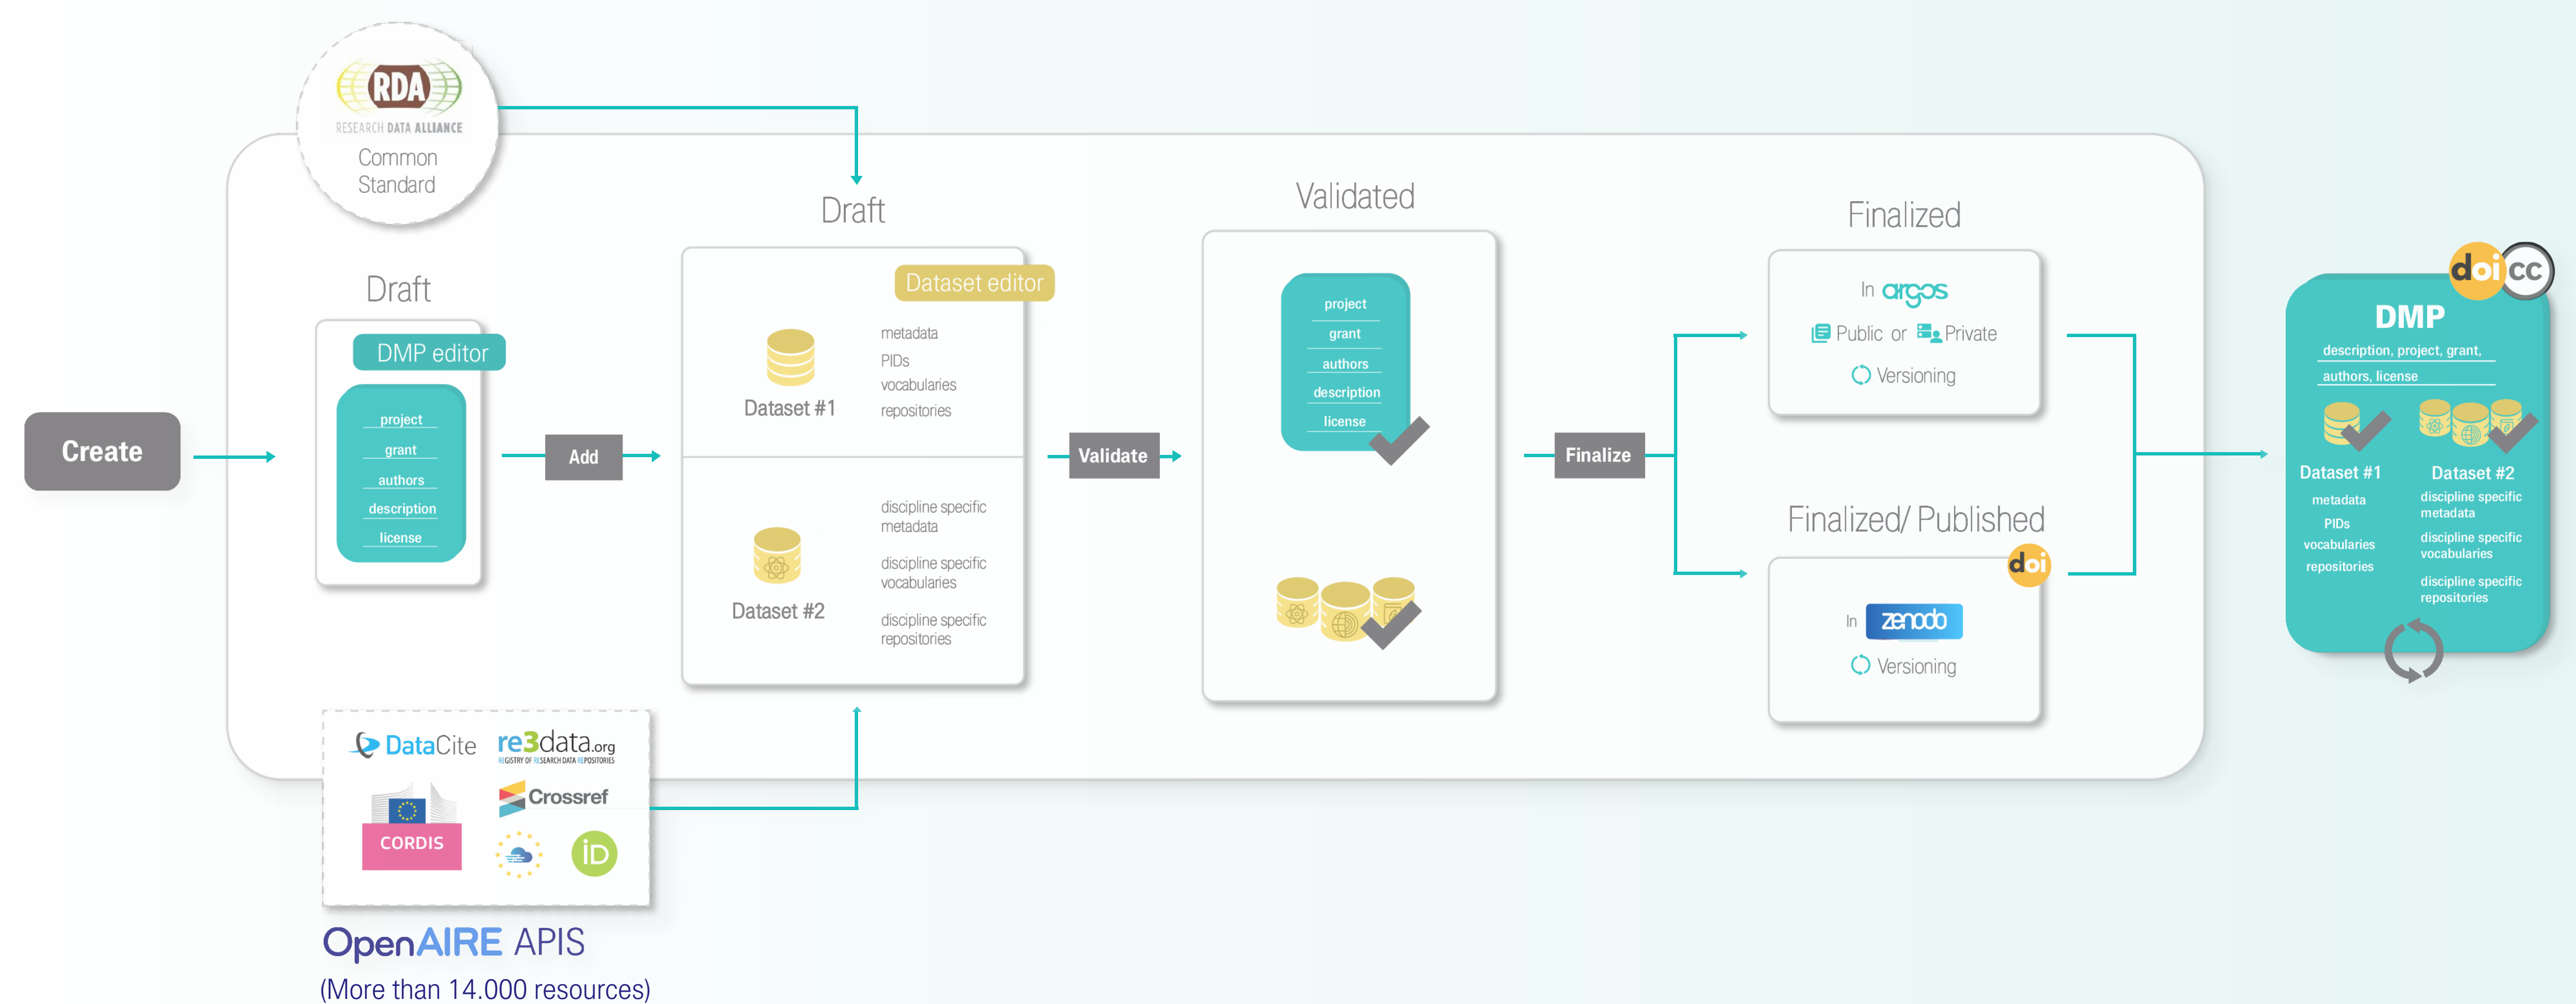 RDA
RESEARCH DATA ALLIANCE
Common
Standard
Create
Draft
DMP editor
project
grant
authors
description
license
Add
Draft
Dataset editor
Dataset #1
metadata
PIDs
vocabularies
repositories
Dataset #2
discipline specific
metadata
discipline specific
vocabularies
discipline specific
repositories
DataCite
re3data.org
REGISTRY OF RESEARCH DATA REPOSITORIES
CORDIS
Crossref
iD
OpenAIRE APIS
(More than 14.000 resources)
Validate
Validated
project
grant
authors
description
license
Finalize
Finalized
In argos
Public or Private
Versioning
Finalized/ Published
doi
In zenodo
Versioning
doi cc
DMP
description, project, grant,
authors, license
Dataset #1
metadata
PIDs
vocabularies
repositories
Dataset #2
discipline specific
metadata
discipline specific
vocabularies
discipline specific
repositories